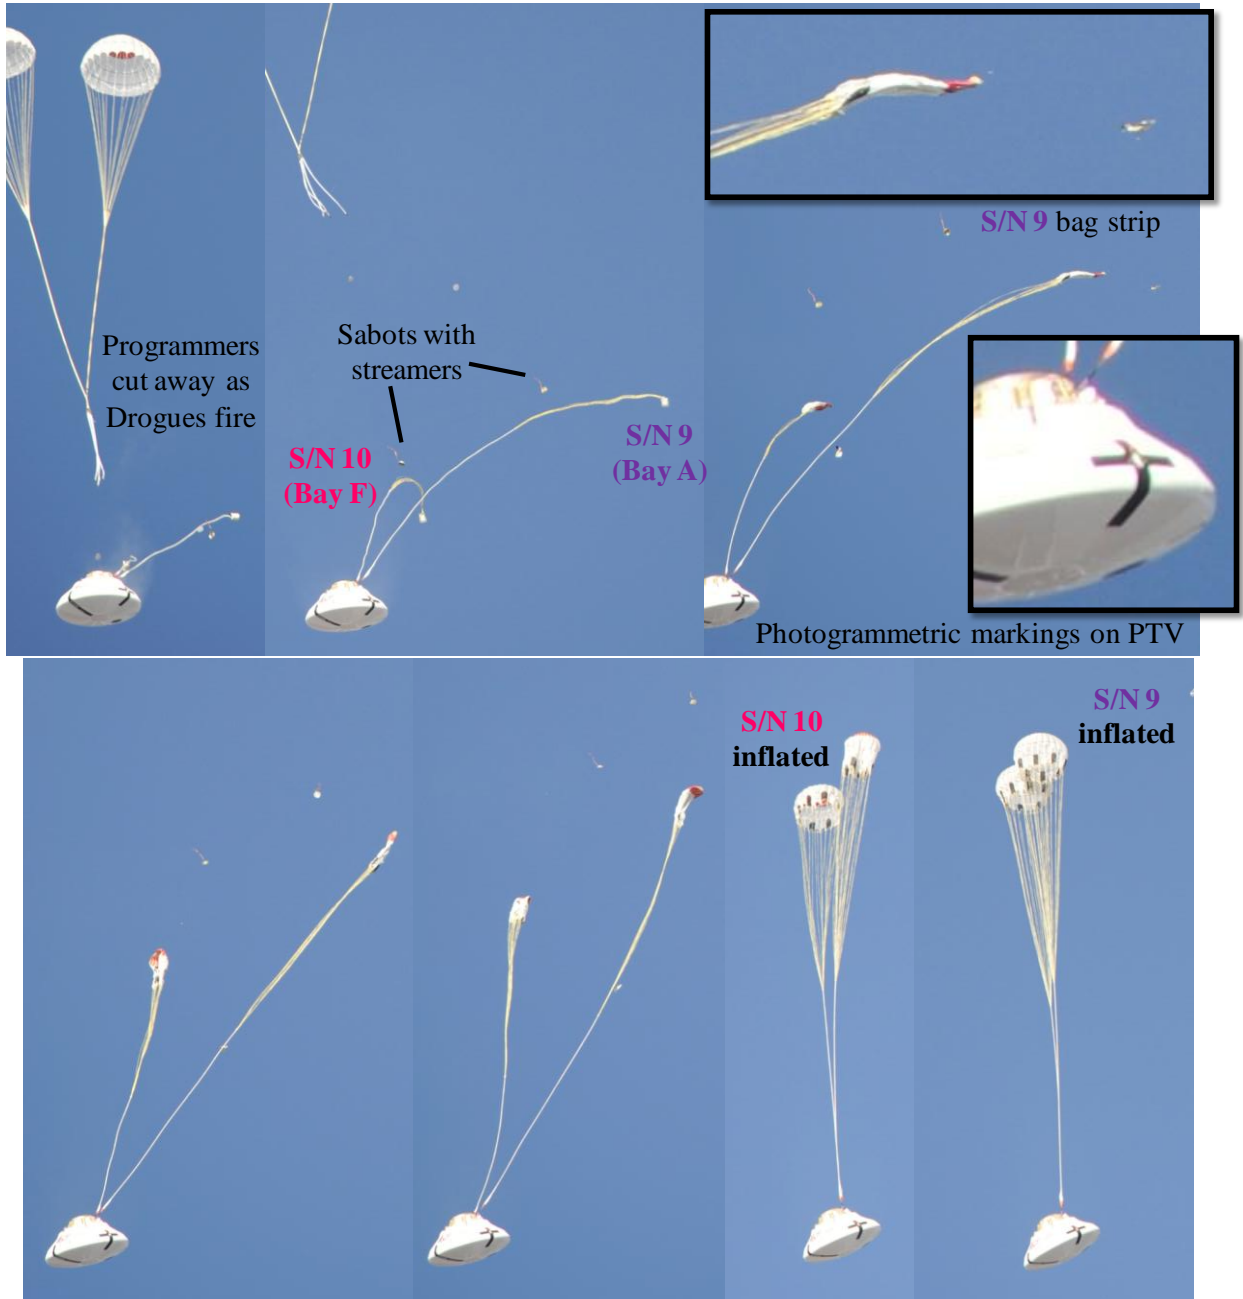 Programmers
cut away as
Drogues fire
Sabots with
streamers
S/N 10
(Bay F)
S/N 9
(Bay A)
S/N 9 bag strip
Photogrammetric markings on PTV
S/N 10
inflated
S/N 9
inflated